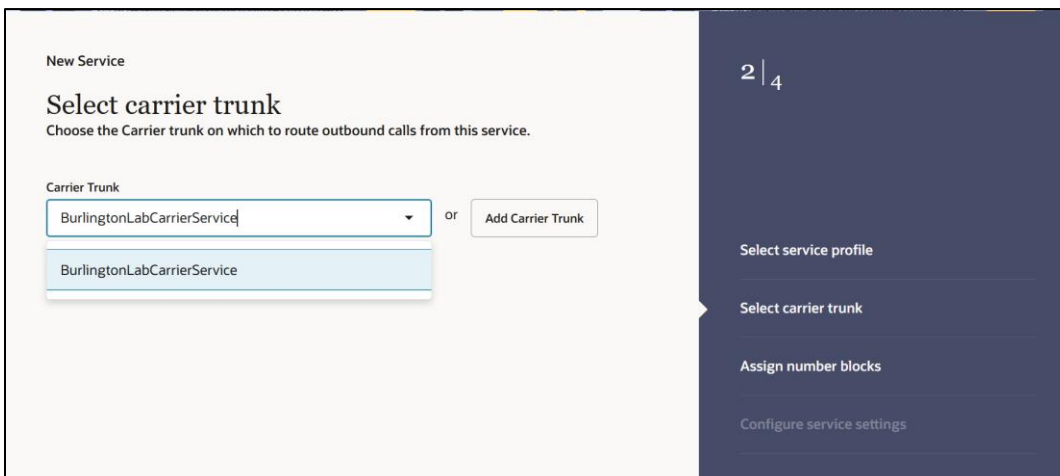 New Service
Select carrier trunk
Choose the Carrier trunk on which to route outbound calls from this service.
Carrier Trunk
BurlingtonLabCarrierService
or
Add Carrier Trunk
BurlingtonLabCarrierService
2|4
Select service profile
Select carrier trunk
Assign number blocks
Configure service settings